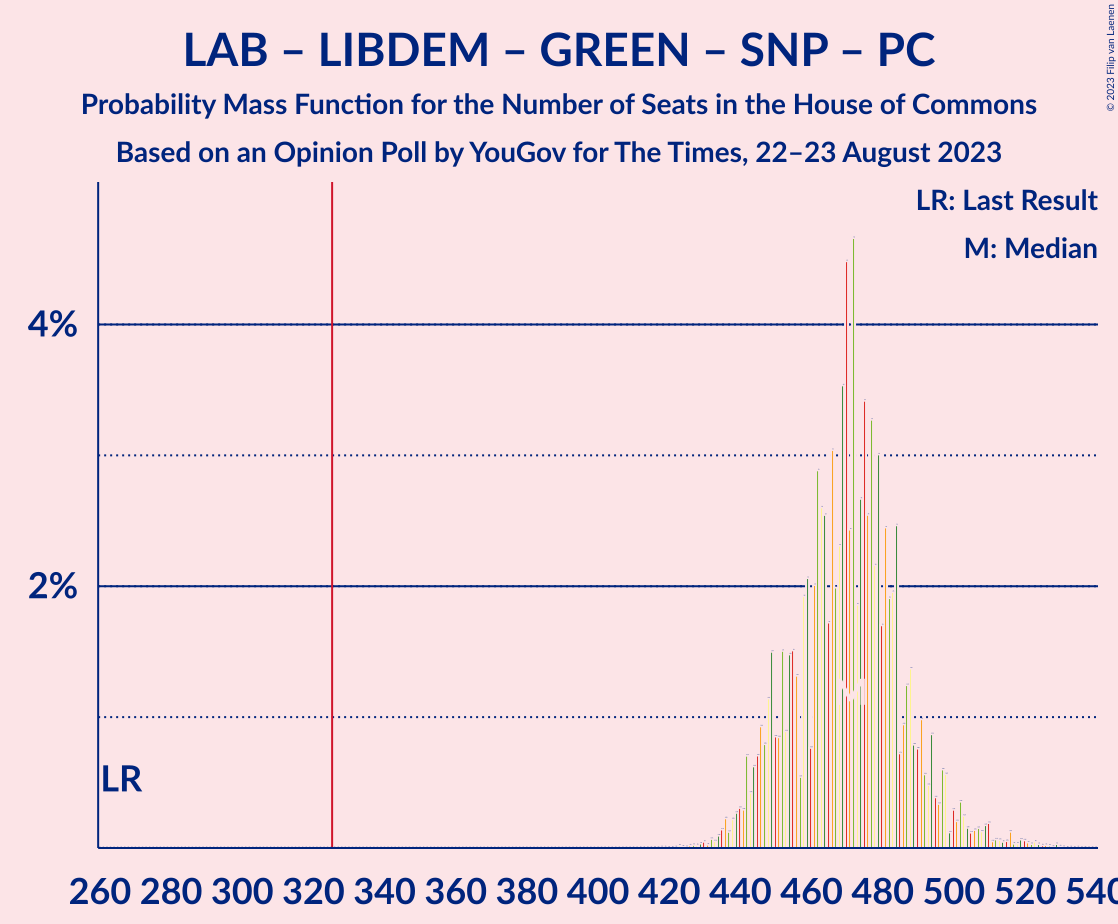 LAB – LIBDEM – GREEN – SNP – PC
Probability Mass Function for the Number of Seats in the House of Commons
Based on an Opinion Poll by YouGov for The Times, 22–23 August 2023
© 2023 Filip van Laenen
LR: Last Result
M: Median
4%
2%
LR
260 280 300 320 340 360 380 400 420 440 460 480 500 520 540